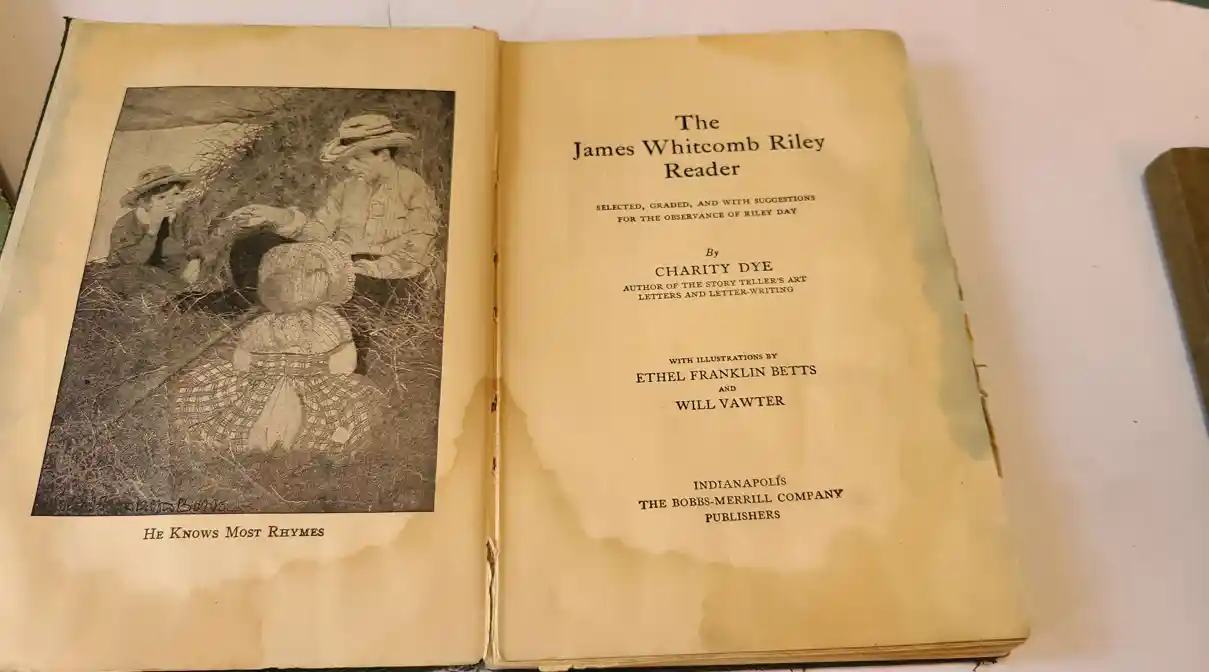 He Knows Most Rhymes
The
James Whitcomb Riley
Reader
SELECTED, GRADED, AND WITH SUGGESTIONS
FOR THE OBSERVANCE OF RILEY DAY
By
CHARITY DYE
AUTHOR OF THE STORY TELLER'S ART
LETTERS AND LETTER-WRITING
WITH ILLUSTRATIONS BY
ETHEL FRANKLIN BETTS
AND
WILL VAWTER
INDIANAPOLIS
THE BOBBS-MERRILL COMPANY
PUBLISHERS